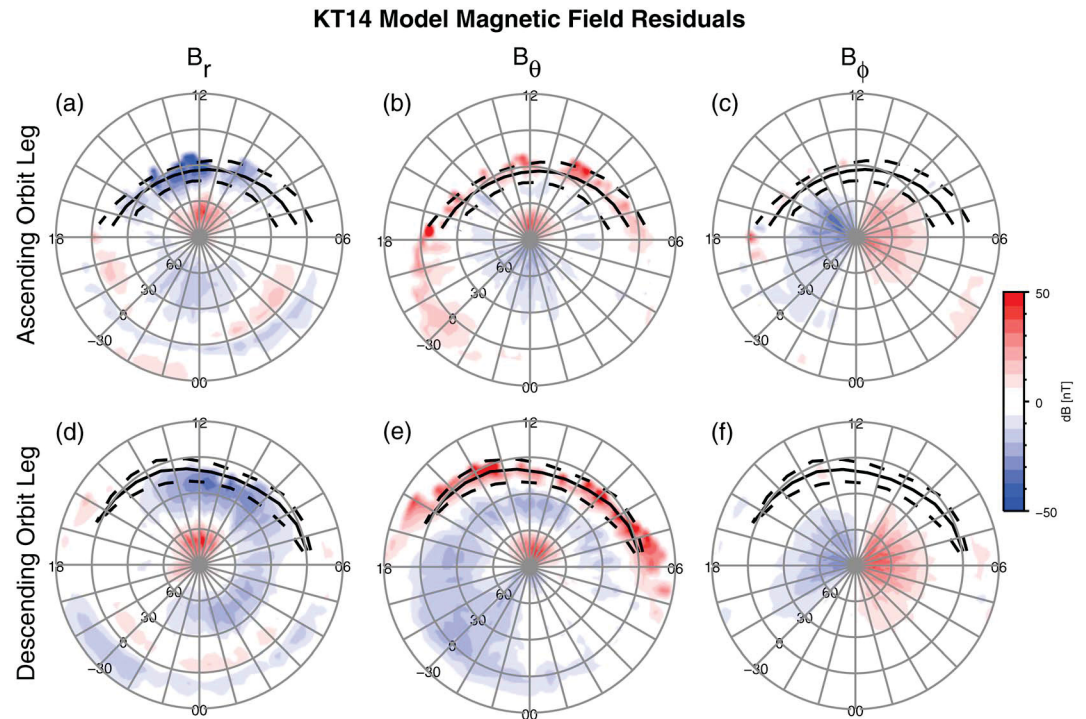 KT14 Model Magnetic Field Residuals
B_r B_θ B_ϕ
Ascending Orbit Leg
(a) 12 18 06 00 60 30 0 −30
(b) 12 18 06 00 60 30 0 −30
(c) 12 18 06 00 60 30 0 −30
50
0
−50
dB [nT]
Descending Orbit Leg
(d) 12 18 06 00 60 30 0 −30
(e) 12 18 06 00 60 30 0 −30
(f) 12 18 06 00 60 30 0 −30